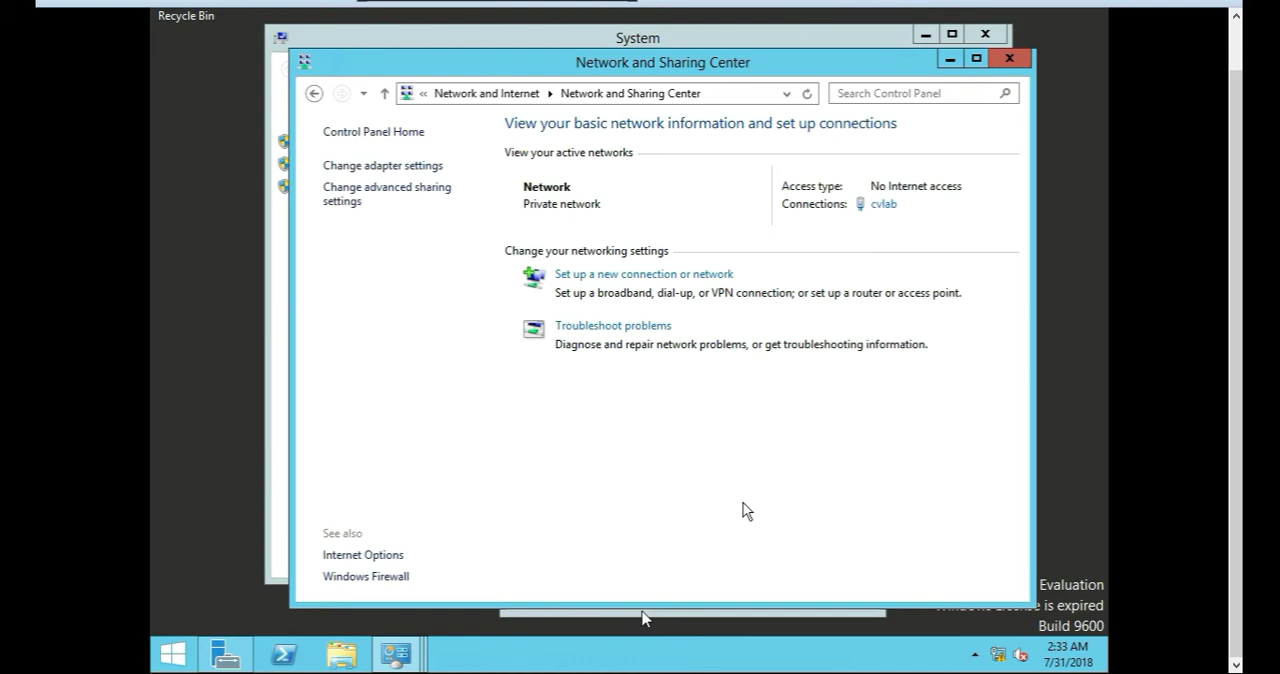 Recycle Bin
System
Network and Sharing Center
« Network and Internet Network and Sharing Center
Search Control Panel
Control Panel Home
Change adapter settings
Change advanced sharing
settings
See also
Internet Options
Windows Firewall
View your basic network information and set up connections
View your active networks
Network
Private network
Access type: No Internet access
Connections: cvlab
Change your networking settings
Set up a new connection or network
Set up a broadband, dial-up, or VPN connection; or set up a router or access point.
Troubleshoot problems
Diagnose and repair network problems, or get troubleshooting information.
Evaluation
is expired
Build 9600
2:33 AM
7/31/2018